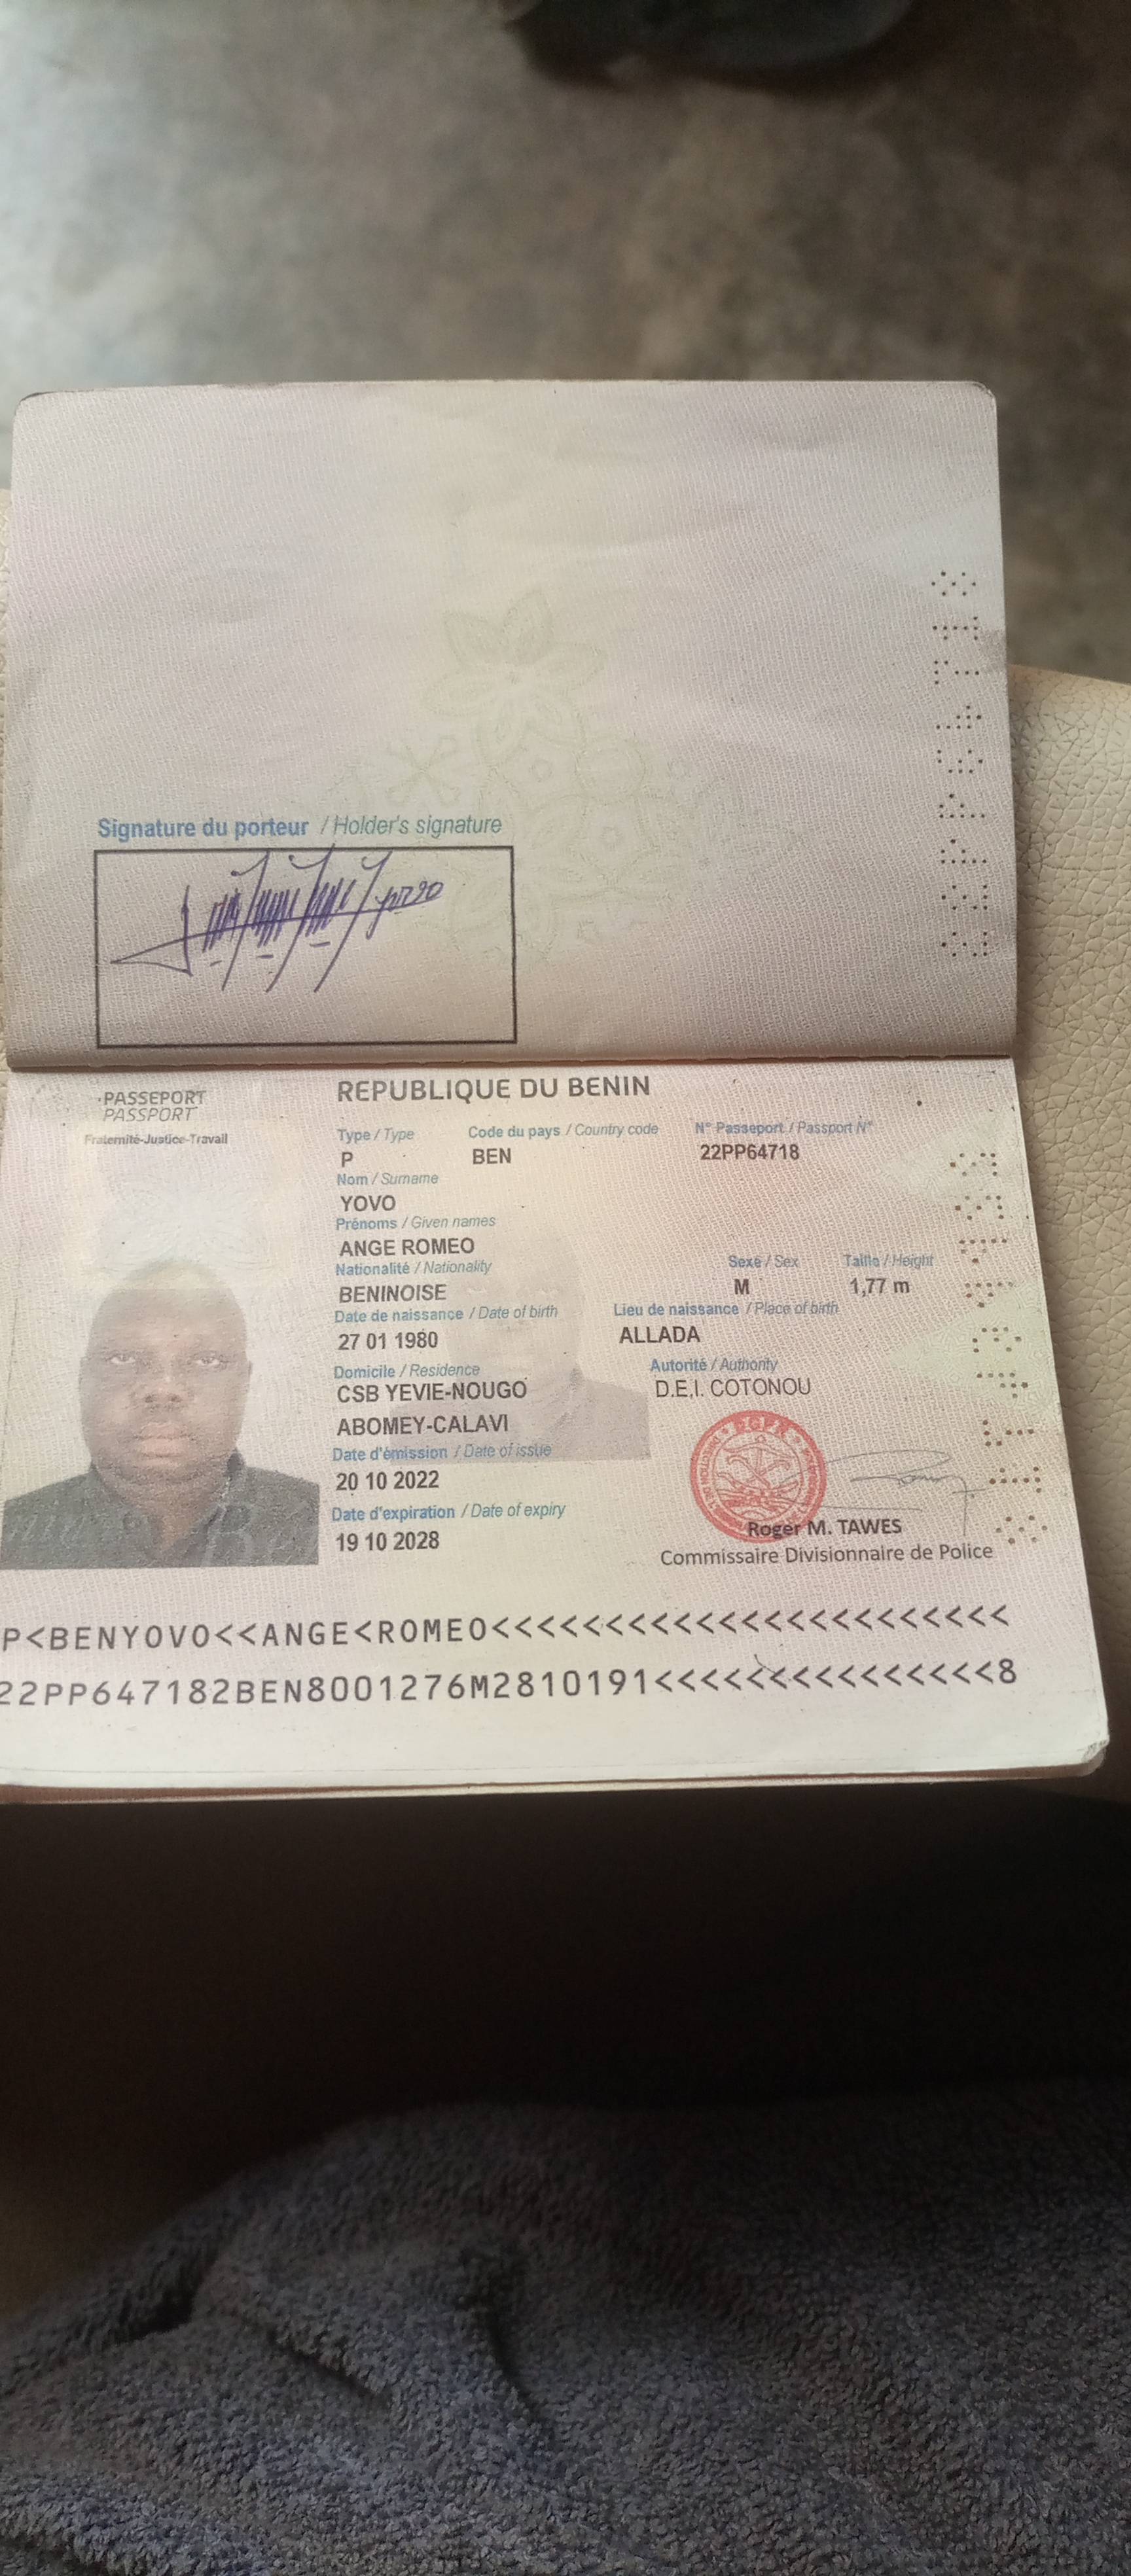 Signature du porteur / Holder's signature
PASSEPORT
PASSPORT
Fraternité-Justice-Travail
REPUBLIQUE DU BENIN
Type / Type Code du pays / Country code N° Passeport / Passport N°
P BEN 22PP64718
Nom / Surname
YOVO
Prénoms / Given names
ANGE ROMEO
Nationalité / Nationality Sexe / Sex Taille / Height
BENINOISE M 1,77 m
Date de naissance / Date of birth Lieu de naissance / Place of birth
27 01 1980 ALLADA
Domicile / Residence Autorité / Authority
CSB YEVIE-NOUGO D.E,I. COTONOU
ABOMEY-CALAVI
Date d'émission / Date of issue
20 10 2022
Date d'expiration / Date of expiry
19 10 2028
Roger M. TAWES
Commissaire Divisionnaire de Police
P<BENYOVO<<ANGE<ROMEO<<<<<<<<<<<<<<<<<<<<<<<
22PP647182BEN8001276M2810191<<<<<<<<<<<<<<<8